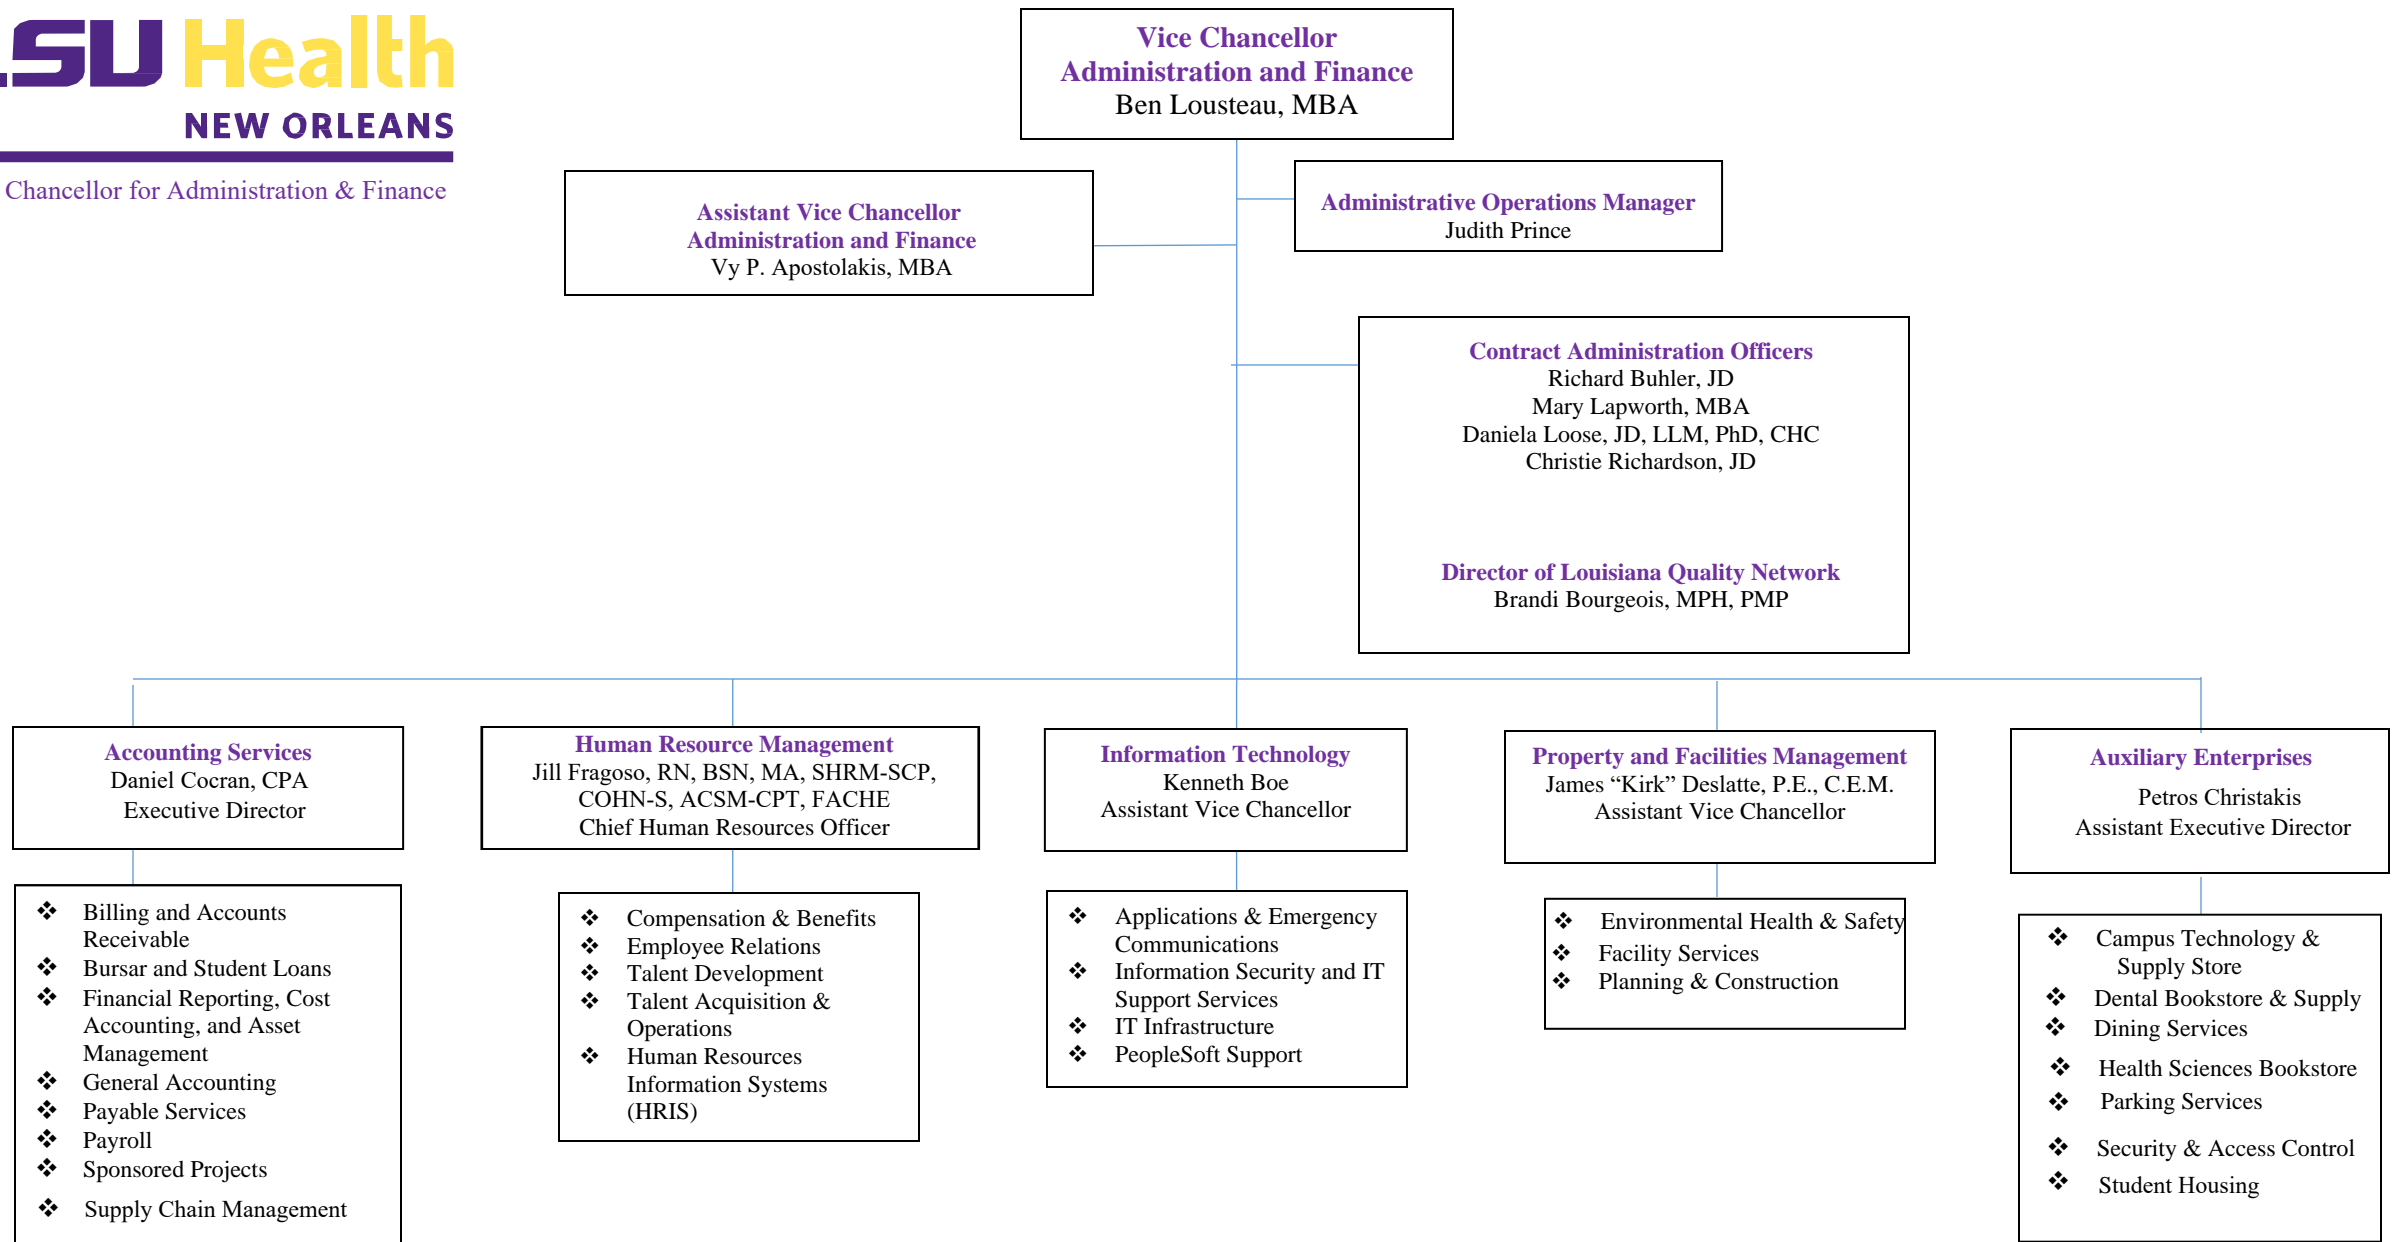 LSU Health
NEW ORLEANS
Chancellor for Administration & Finance
Vice Chancellor
Administration and Finance
Ben Lousteau, MBA
Assistant Vice Chancellor
Administration and Finance
Vy P. Apostolakis, MBA
Administrative Operations Manager
Judith Prince
Contract Administration Officers
Richard Buhler, JD
Mary Lapworth, MBA
Daniela Loose, JD, LLM, PhD, CHC
Christie Richardson, JD
Director of Louisiana Quality Network
Brandi Bourgeois, MPH, PMP
Accounting Services
Daniel Cocran, CPA
Executive Director
❖ Billing and Accounts
Receivable
❖ Bursar and Student Loans
❖ Financial Reporting, Cost
Accounting, and Asset
Management
❖ General Accounting
❖ Payable Services
❖ Payroll
❖ Sponsored Projects
❖ Supply Chain Management
Human Resource Management
Jill Fragoso, RN, BSN, MA, SHRM-SCP,
COHN-S, ACSM-CPT, FACHE
Chief Human Resources Officer
❖ Compensation & Benefits
❖ Employee Relations
❖ Talent Development
❖ Talent Acquisition &
Operations
❖ Human Resources
Information Systems
(HRIS)
Information Technology
Kenneth Boe
Assistant Vice Chancellor
❖ Applications & Emergency
Communications
❖ Information Security and IT
Support Services
❖ IT Infrastructure
❖ PeopleSoft Support
Property and Facilities Management
James “Kirk” Deslatte, P.E., C.E.M.
Assistant Vice Chancellor
❖ Environmental Health & Safety
❖ Facility Services
❖ Planning & Construction
Auxiliary Enterprises
Petros Christakis
Assistant Executive Director
❖ Campus Technology &
Supply Store
❖ Dental Bookstore & Supply
❖ Dining Services
❖ Health Sciences Bookstore
❖ Parking Services
❖ Security & Access Control
❖ Student Housing